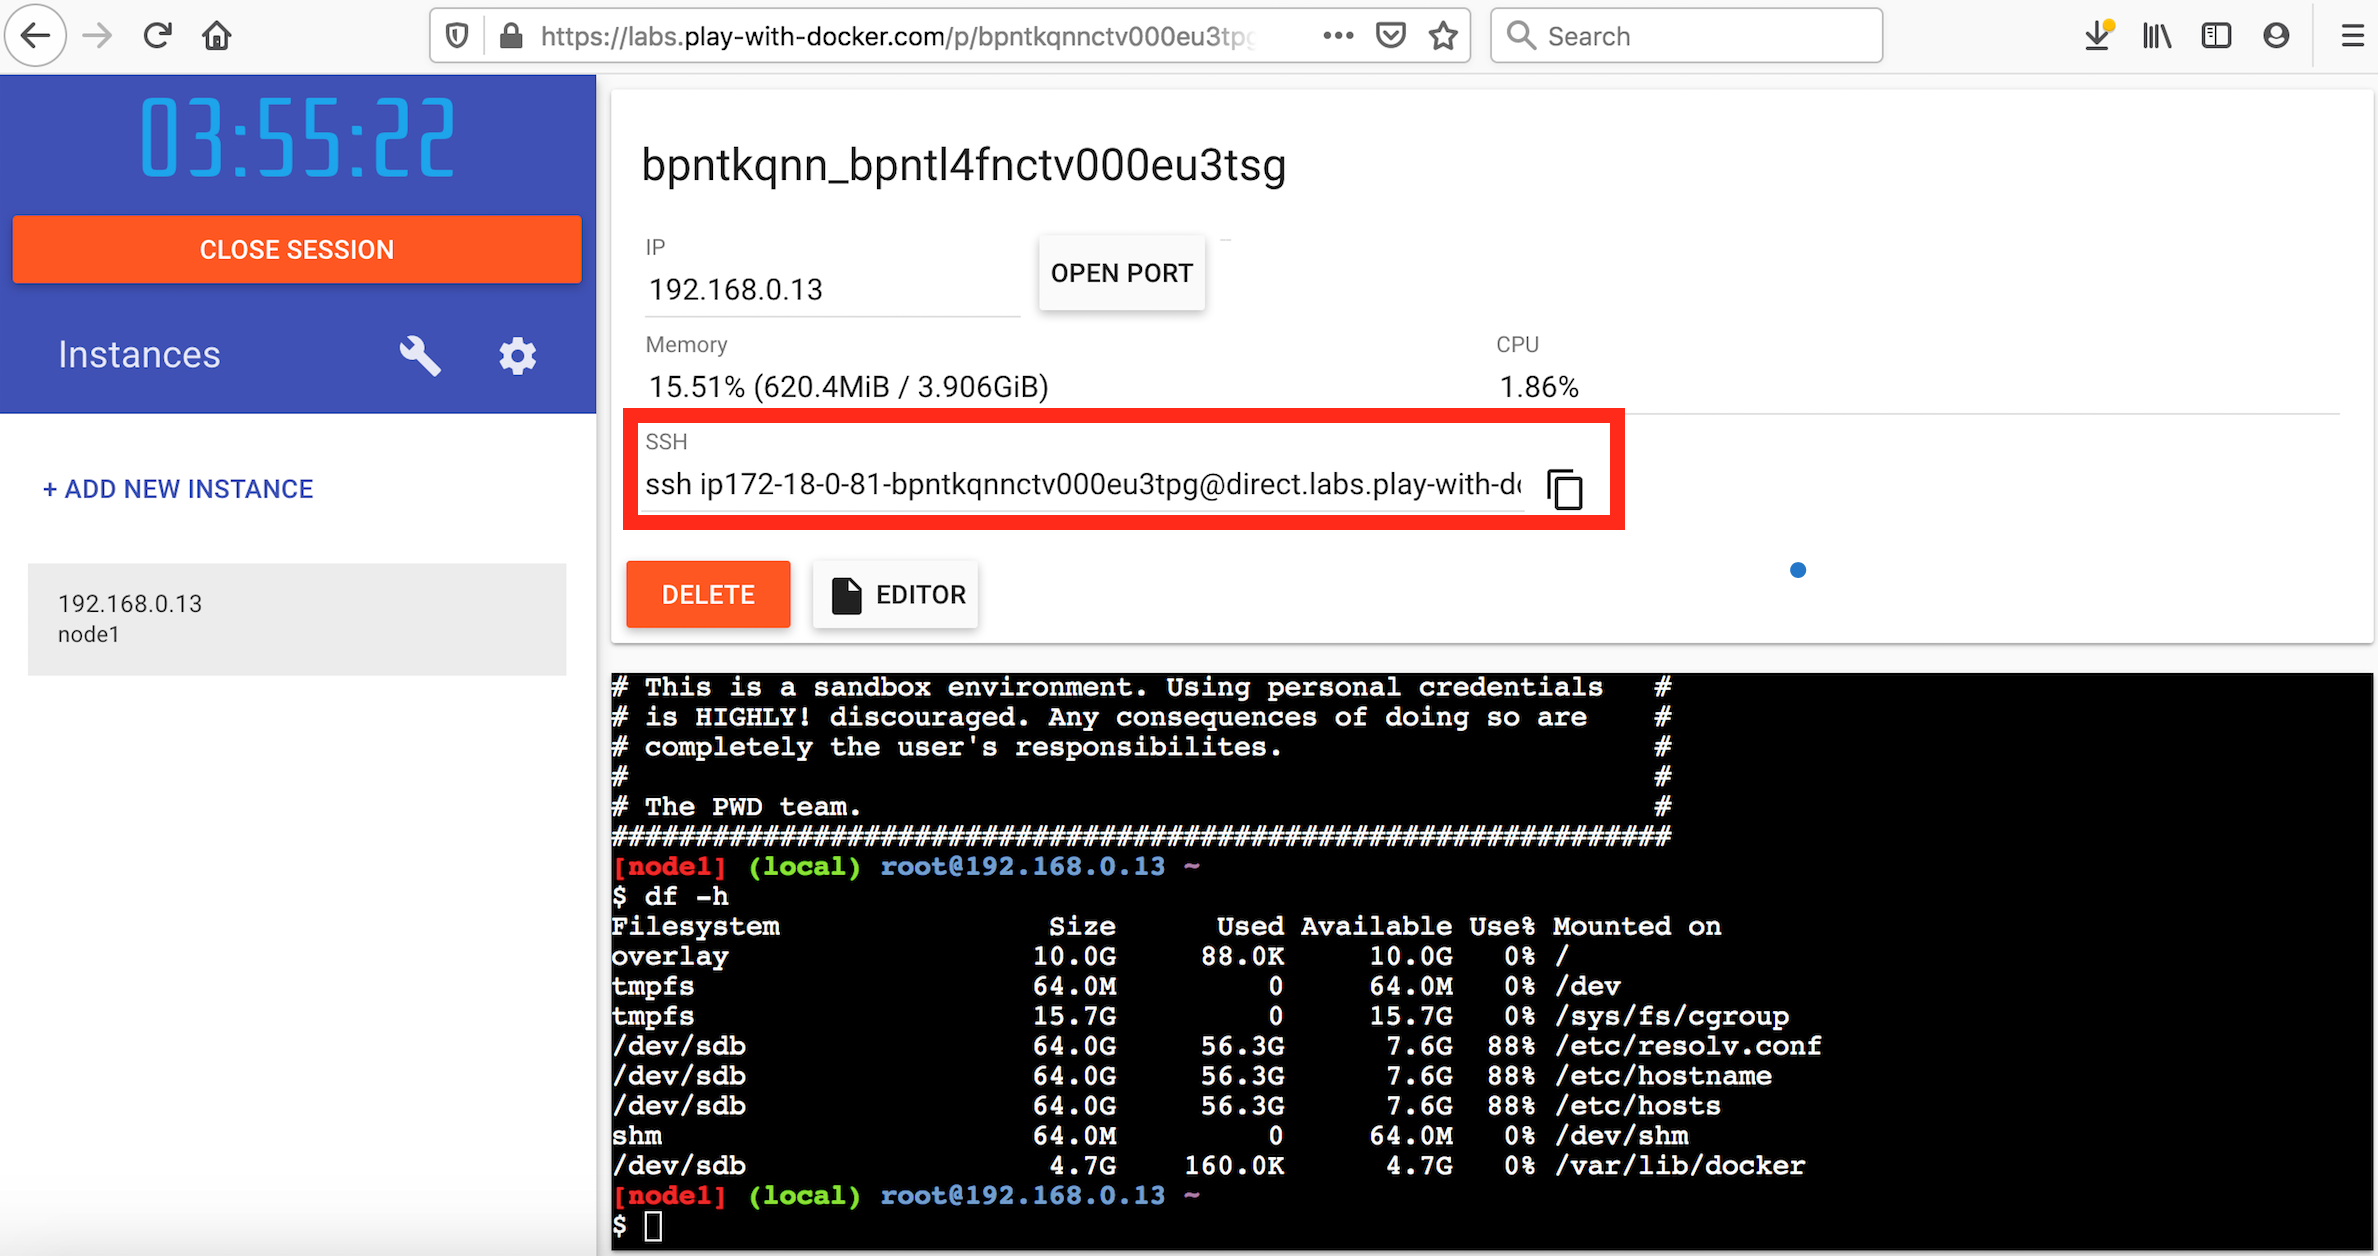 https://labs.play-with-docker.com/p/bpntkqnnctv000eu3tpg
Search
03:55:22
CLOSE SESSION
Instances
+ ADD NEW INSTANCE
192.168.0.13
node1
bpntkqnn_bpntl4fnctv000eu3tsg
IP
192.168.0.13
OPEN PORT
Memory
15.51% (620.4MiB / 3.906GiB)
CPU
1.86%
SSH
ssh ip172-18-0-81-bpntkqnnctv000eu3tpg@direct.labs.play-with-do
DELETE
EDITOR
# This is a sandbox environment. Using personal credentials #
# is HIGHLY! discouraged. Any consequences of doing so are #
# completely the user's responsibilites. #
# #
# The PWD team. #
###############################################################
[node1] (local) root@192.168.0.13 ~
$ df -h
Filesystem Size Used Available Use% Mounted on
overlay 10.0G 88.0K 10.0G 0% /
tmpfs 64.0M 0 64.0M 0% /dev
tmpfs 15.7G 0 15.7G 0% /sys/fs/cgroup
/dev/sdb 64.0G 56.3G 7.6G 88% /etc/resolv.conf
/dev/sdb 64.0G 56.3G 7.6G 88% /etc/hostname
/dev/sdb 64.0G 56.3G 7.6G 88% /etc/hosts
shm 64.0M 0 64.0M 0% /dev/shm
/dev/sdb 4.7G 160.0K 4.7G 0% /var/lib/docker
[node1] (local) root@192.168.0.13 ~
$